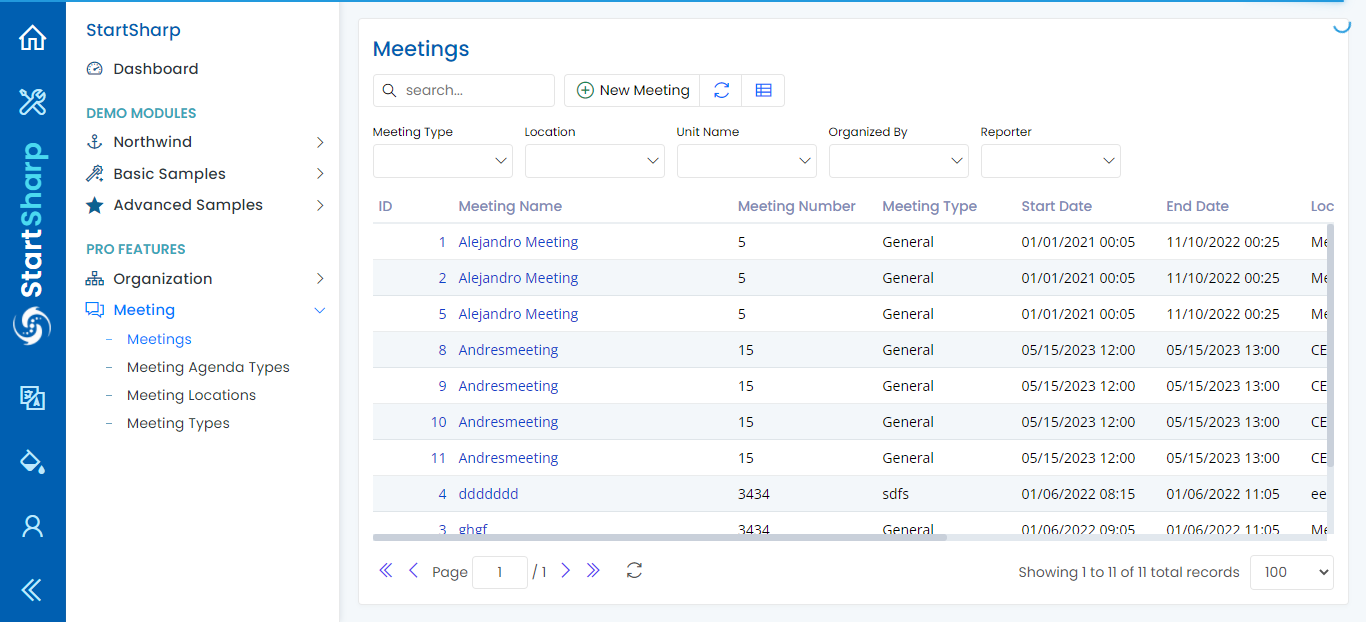 StartSharp
StartSharp
Dashboard
DEMO MODULES
Northwind
Basic Samples
Advanced Samples
PRO FEATURES
Organization
Meeting
– Meetings
– Meeting Agenda Types
– Meeting Locations
– Meeting Types
Meetings
search...
New Meeting
Meeting Type Location Unit Name Organized By Reporter
ID Meeting Name Meeting Number Meeting Type Start Date End Date Loc
1 Alejandro Meeting 5 General 01/01/2021 00:05 11/10/2022 00:25 Me
2 Alejandro Meeting 5 General 01/01/2021 00:05 11/10/2022 00:25 Me
5 Alejandro Meeting 5 General 01/01/2021 00:05 11/10/2022 00:25 Me
8 Andresmeeting 15 General 05/15/2023 12:00 05/15/2023 13:00 CE
9 Andresmeeting 15 General 05/15/2023 12:00 05/15/2023 13:00 CE
10 Andresmeeting 15 General 05/15/2023 12:00 05/15/2023 13:00 CE
11 Andresmeeting 15 General 05/15/2023 12:00 05/15/2023 13:00 CE
4 ddddddd 3434 sdfs 01/06/2022 08:15 01/06/2022 11:05 ee
3 ghgf 3434 General 01/06/2022 09:05 01/06/2022 11:05 Me
Page 1 / 1
Showing 1 to 11 of 11 total records 100